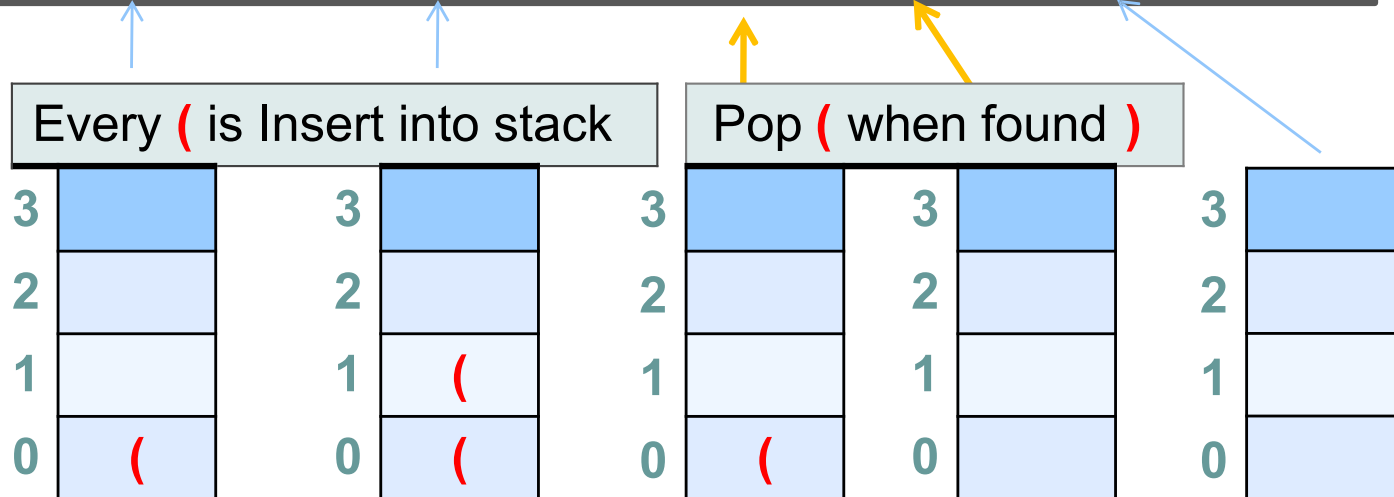 Every ( is Insert into stack
Pop ( when found )
3 3 3 3 3
2 2 2 2 2
1 1 ( 1 1 1
0 ( 0 ( 0 ( 0 0